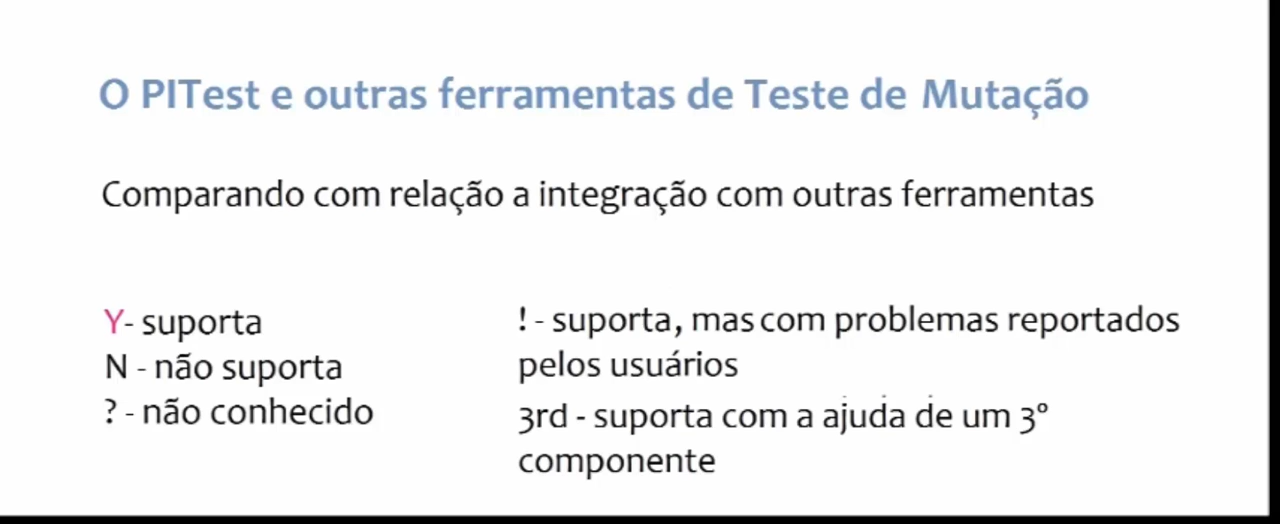 O PITest e outras ferramentas de Teste de Mutação
Comparando com relação a integração com outras ferramentas
Y- suporta
N - não suporta
? - não conhecido
! - suporta, mas com problemas reportados
pelos usuários
3rd - suporta com a ajuda de um 3º
componente